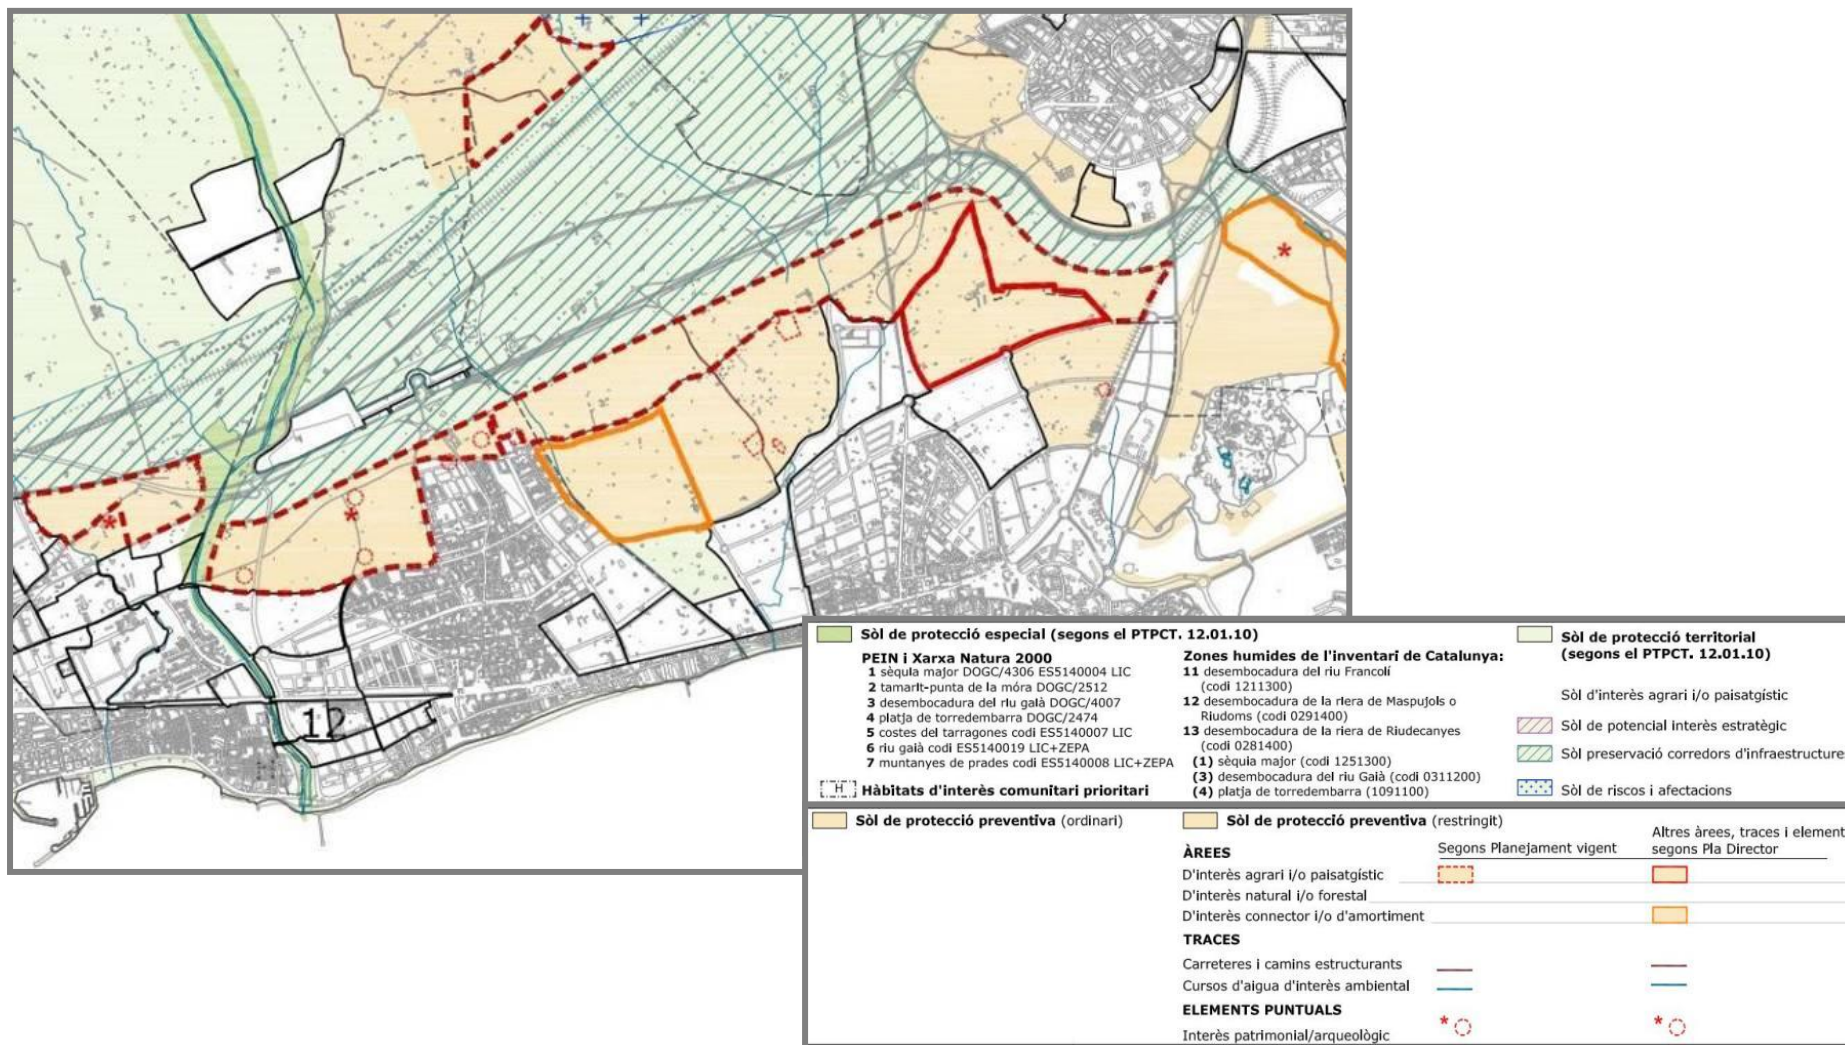 12
Sòl de protecció especial (segons el PTPCT. 12.01.10)
PEIN i Xarxa Natura 2000
1 sèquia major DOGC/4306 ES5140004 LIC
2 tamarit-punta de la móra DOGC/2512
3 desembocadura del riu gaià DOGC/4007
4 platja de torredembarra DOGC/2474
5 costes del tarragones codi ES5140007 LIC
6 riu gaià codi ES5140019 LIC+ZEPA
7 muntanyes de prades codi ES5140008 LIC+ZEPA
H Hàbitats d'interès comunitari prioritari
Zones humides de l'inventari de Catalunya:
11 desembocadura del riu Francolí
(codi 1211300)
12 desembocadura de la riera de Maspujols o
Riudoms (codi 0291400)
13 desembocadura de la riera de Riudecanyes
(codi 0281400)
(1) sèquia major (codi 1251300)
(3) desembocadura del riu Gaià (codi 0311200)
(4) platja de torredembarra (1091100)
Sòl de protecció territorial
(segons el PTPCT. 12.01.10)
Sòl d'interès agrari i/o paisatgístic
Sòl de potencial interès estratègic
Sòl preservació corredors d'infraestructure
Sòl de riscos i afectacions
Sòl de protecció preventiva (ordinari)
Sòl de protecció preventiva (restringit)
ÀREES
Segons Planejament vigent
Altres àrees, traces i element
segons Pla Director
D'interès agrari i/o paisatgístic
D'interès natural i/o forestal
D'interès connector i/o d'amortiment
TRACES
Carreteres i camins estructurants
Cursos d'aigua d'interès ambiental
ELEMENTS PUNTUALS
Interès patrimonial/arqueològic